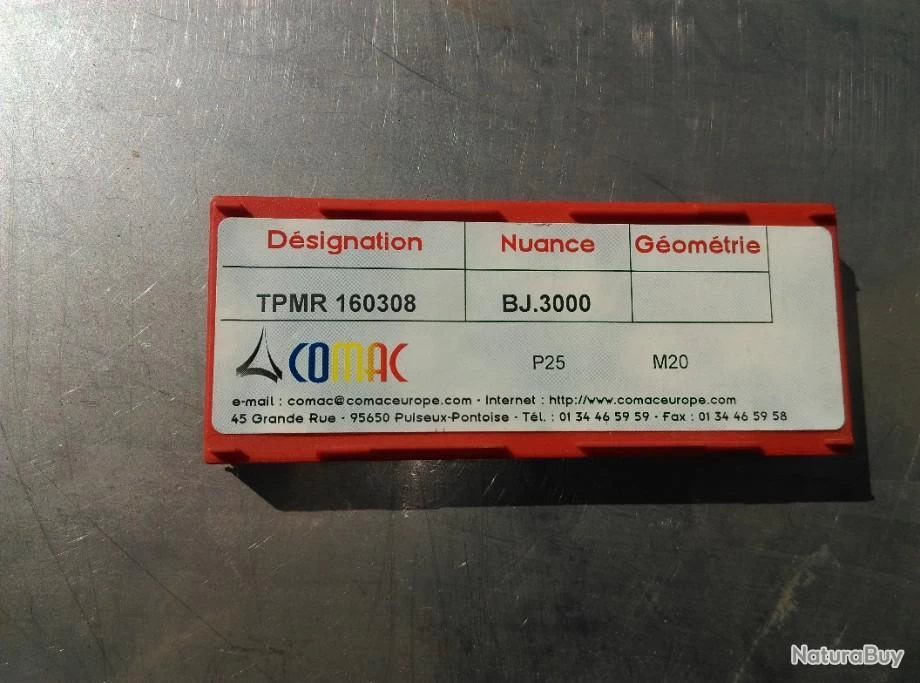 Désignation Nuance Géométrie
TPMR 160308 BJ.3000
COMAC P25 M20
e-mail : comac@comaceurope.com - Internet : http://www.comaceurope.com
45 Grande Rue - 95650 Puiseux-Pontoise - Tél. : 01 34 46 59 59 - Fax : 01 34 46 59 58
NaturaBuy